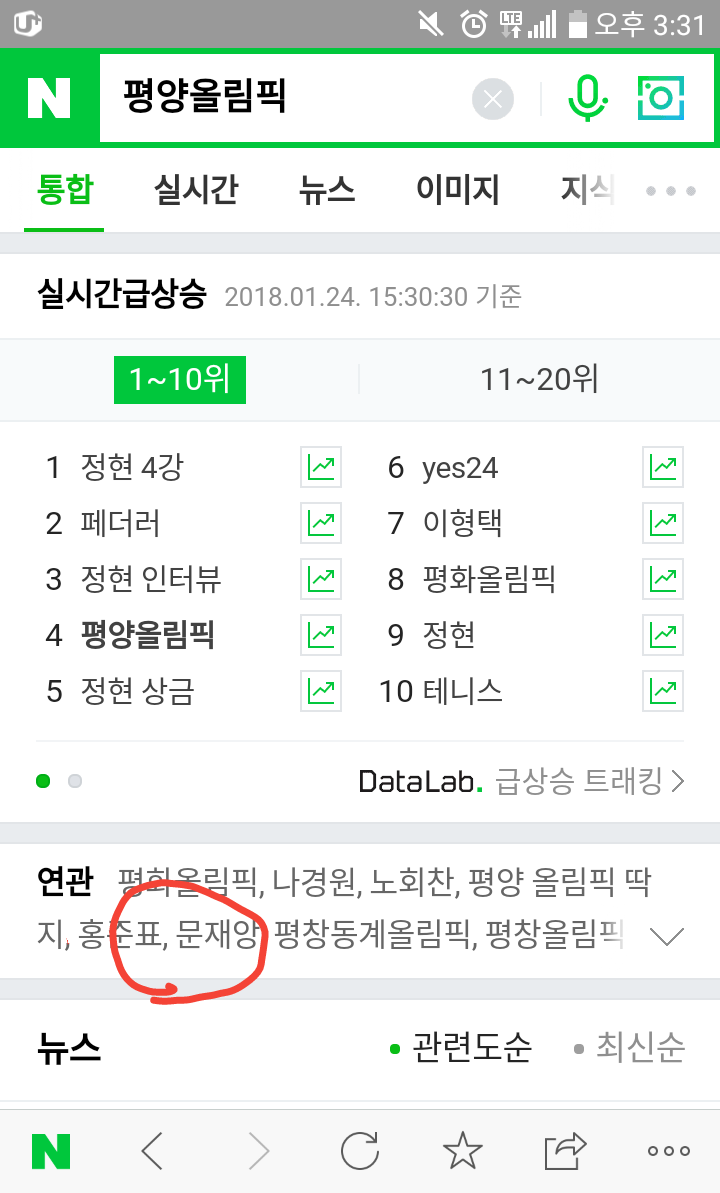 U+
LTE 오후 3:31
N 평양올림픽
통합 실시간 뉴스 이미지 지식
실시간급상승 2018.01.24. 15:30:30 기준
1~10위 11~20위
1 정현 4강 6 yes24
2 페더러 7 이형택
3 정현 인터뷰 8 평화올림픽
4 평양올림픽 9 정현
5 정현 상금 10 테니스
DataLab. 급상승 트래킹
연관 평화올림픽, 나경원, 노회찬, 평양 올림픽 딱
지, 홍준표, 문재앙, 평창동계올림픽, 평창올림픽
뉴스 관련도순 최신순
N